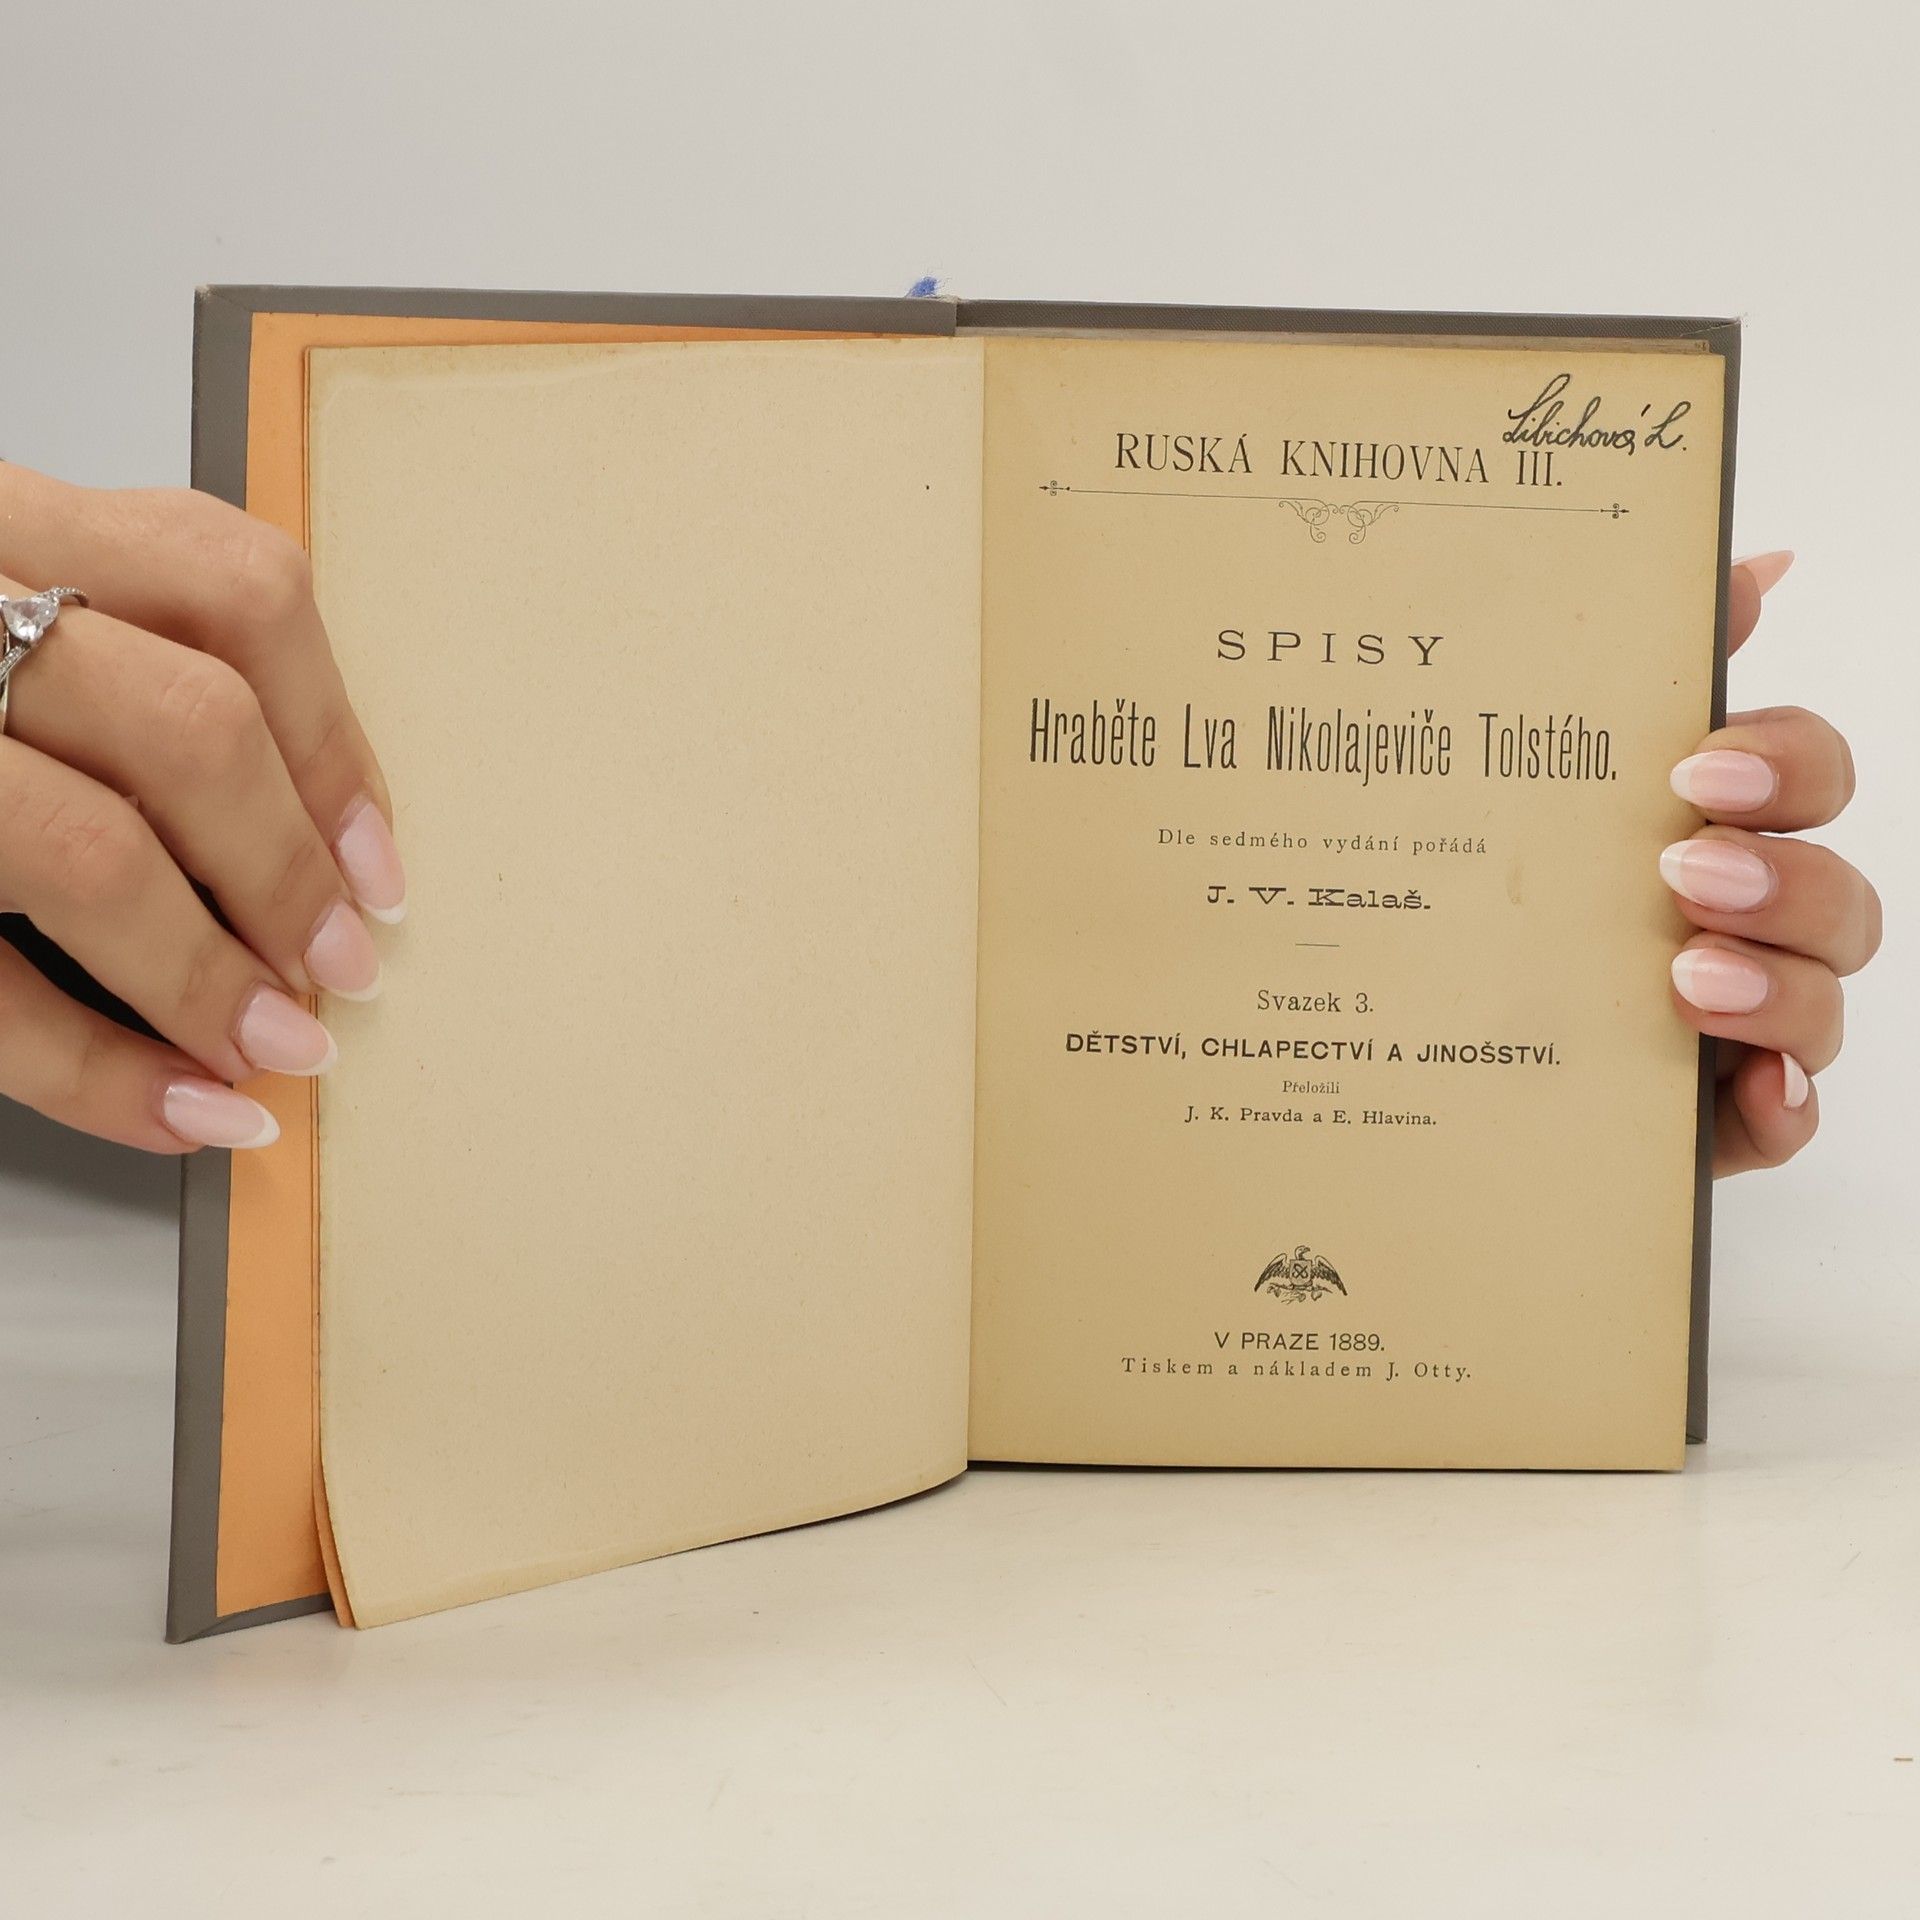 Libichová L.
RUSKÁ KNIHOVNA III.
SPISY
Hraběte Lva Nikolajeviče Tolstého.
Dle sedmého vydání pořádá
J. V. Kalaš.
Svazek 3.
DĚTSTVÍ, CHLAPECTVÍ A JINOŠSTVÍ.
Přeložili
J. K. Pravda a E. Hlavina.
V PRAZE 1889.
Tiskem a nákladem J. Otty.